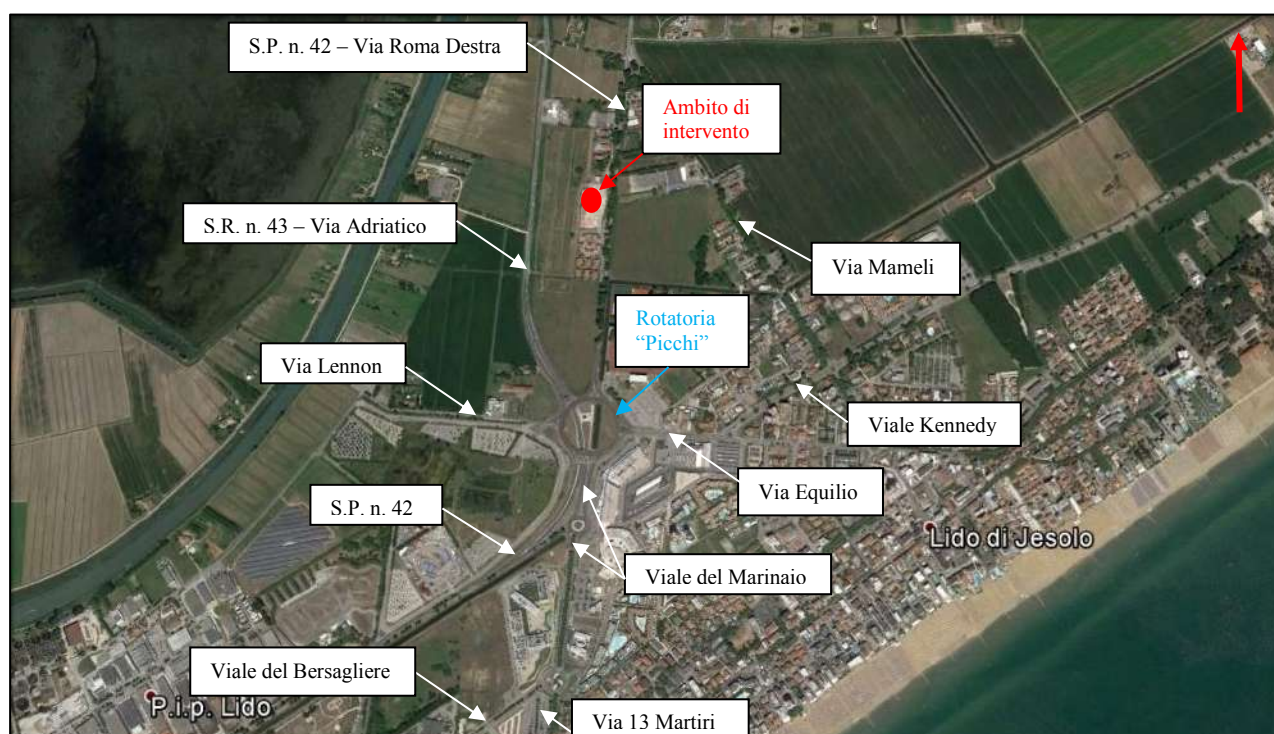 S.P. n. 42 – Via Roma Destra
Ambito di
intervento
S.R. n. 43 – Via Adriatico
Via Mameli
Rotatoria
“Picchi”
Via Lennon
Viale Kennedy
Via Equilio
S.P. n. 42
Lido di Jesolo
Viale del Marinaio
Viale del Bersagliere
P.i.p. Lido
Via 13 Martiri